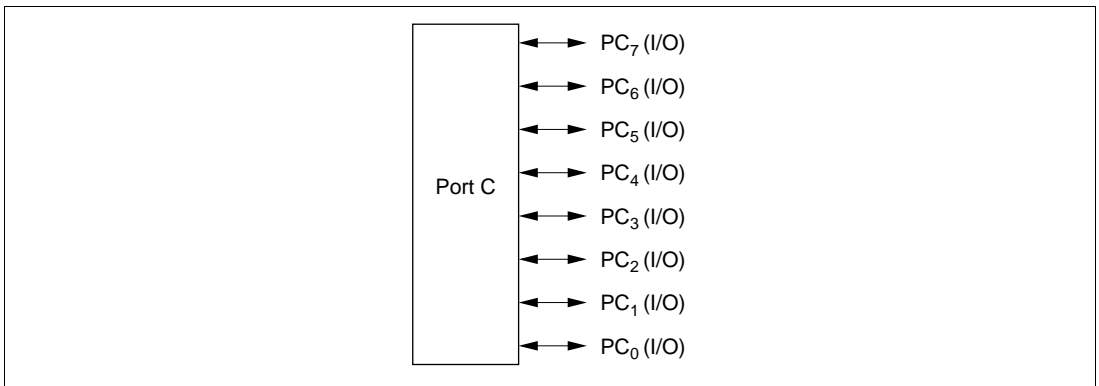 PC₇ (I/O)
PC₆ (I/O)
PC₅ (I/O)
PC₄ (I/O)
Port C
PC₃ (I/O)
PC₂ (I/O)
PC₁ (I/O)
PC₀ (I/O)